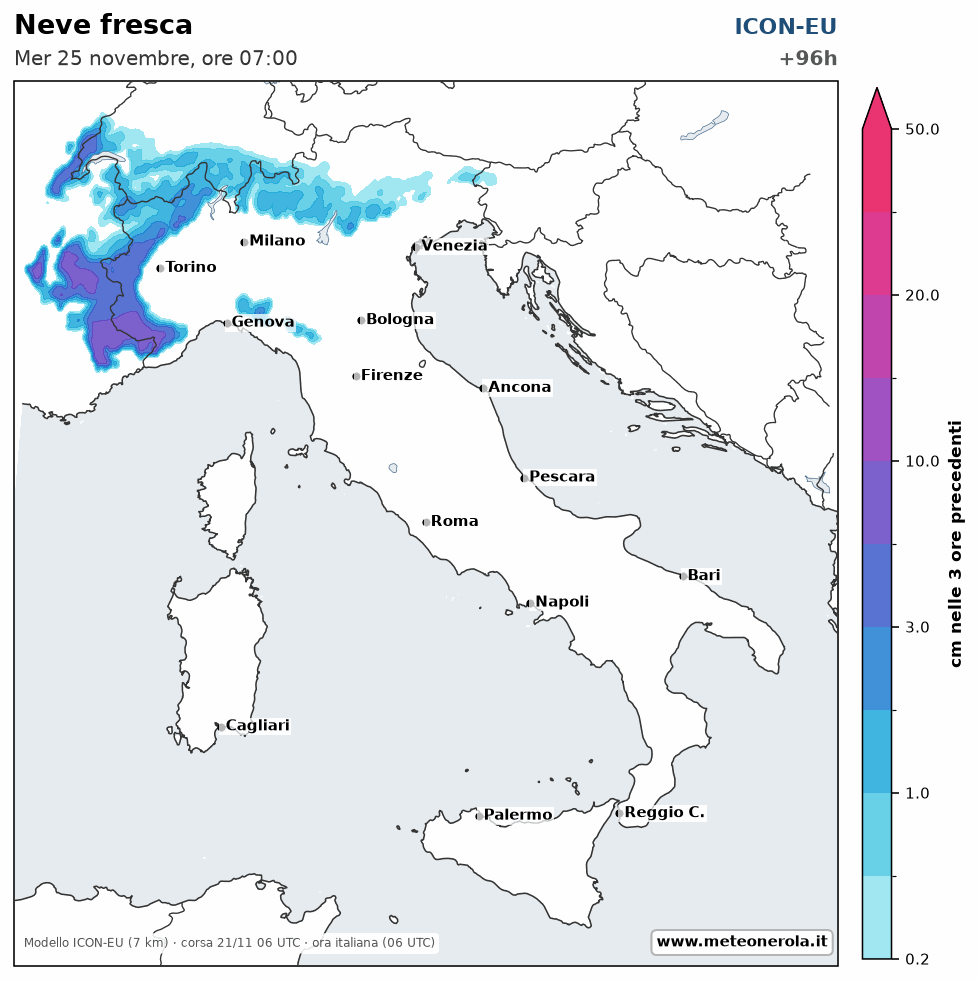 Neve fresca
ICON-EU
Mer 25 novembre, ore 07:00
+96h
50.0
20.0
10.0
3.0
1.0
0.2
cm nelle 3 ore precedenti
Milano
Venezia
Torino
Genova
Bologna
Firenze
Ancona
Pescara
Roma
Bari
Napoli
Cagliari
Palermo
Reggio C.
Modello ICON-EU (7 km) · corsa 21/11 06 UTC · ora italiana (06 UTC)
www.meteonerola.it